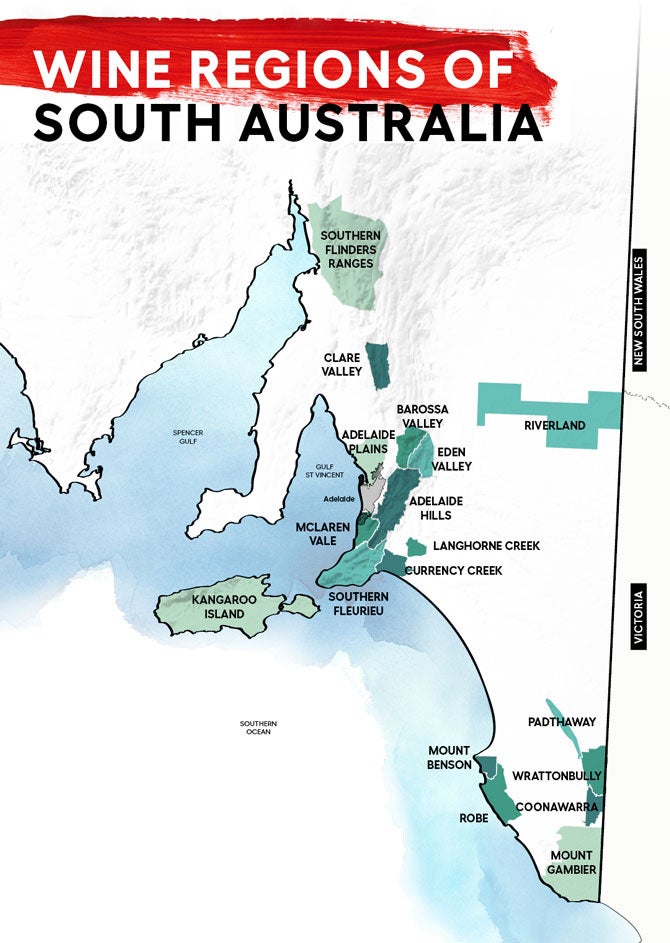 WINE REGIONS OF
SOUTH AUSTRALIA
SOUTHERN
FLINDERS
RANGES
NEW SOUTH WALES
CLARE
VALLEY
BAROSSA
VALLEY
RIVERLAND
SPENCER
GULF
ADELAIDE
PLAINS
EDEN
VALLEY
GULF
ST VINCENT
Adelaide
ADELAIDE
HILLS
MCLAREN
VALE
LANGHORNE CREEK
CURRENCY CREEK
KANGAROO
ISLAND
SOUTHERN
FLEURIEU
VICTORIA
SOUTHERN
OCEAN
PADTHAWAY
MOUNT
BENSON
WRATTONBULLY
COONAWARRA
ROBE
MOUNT
GAMBIER